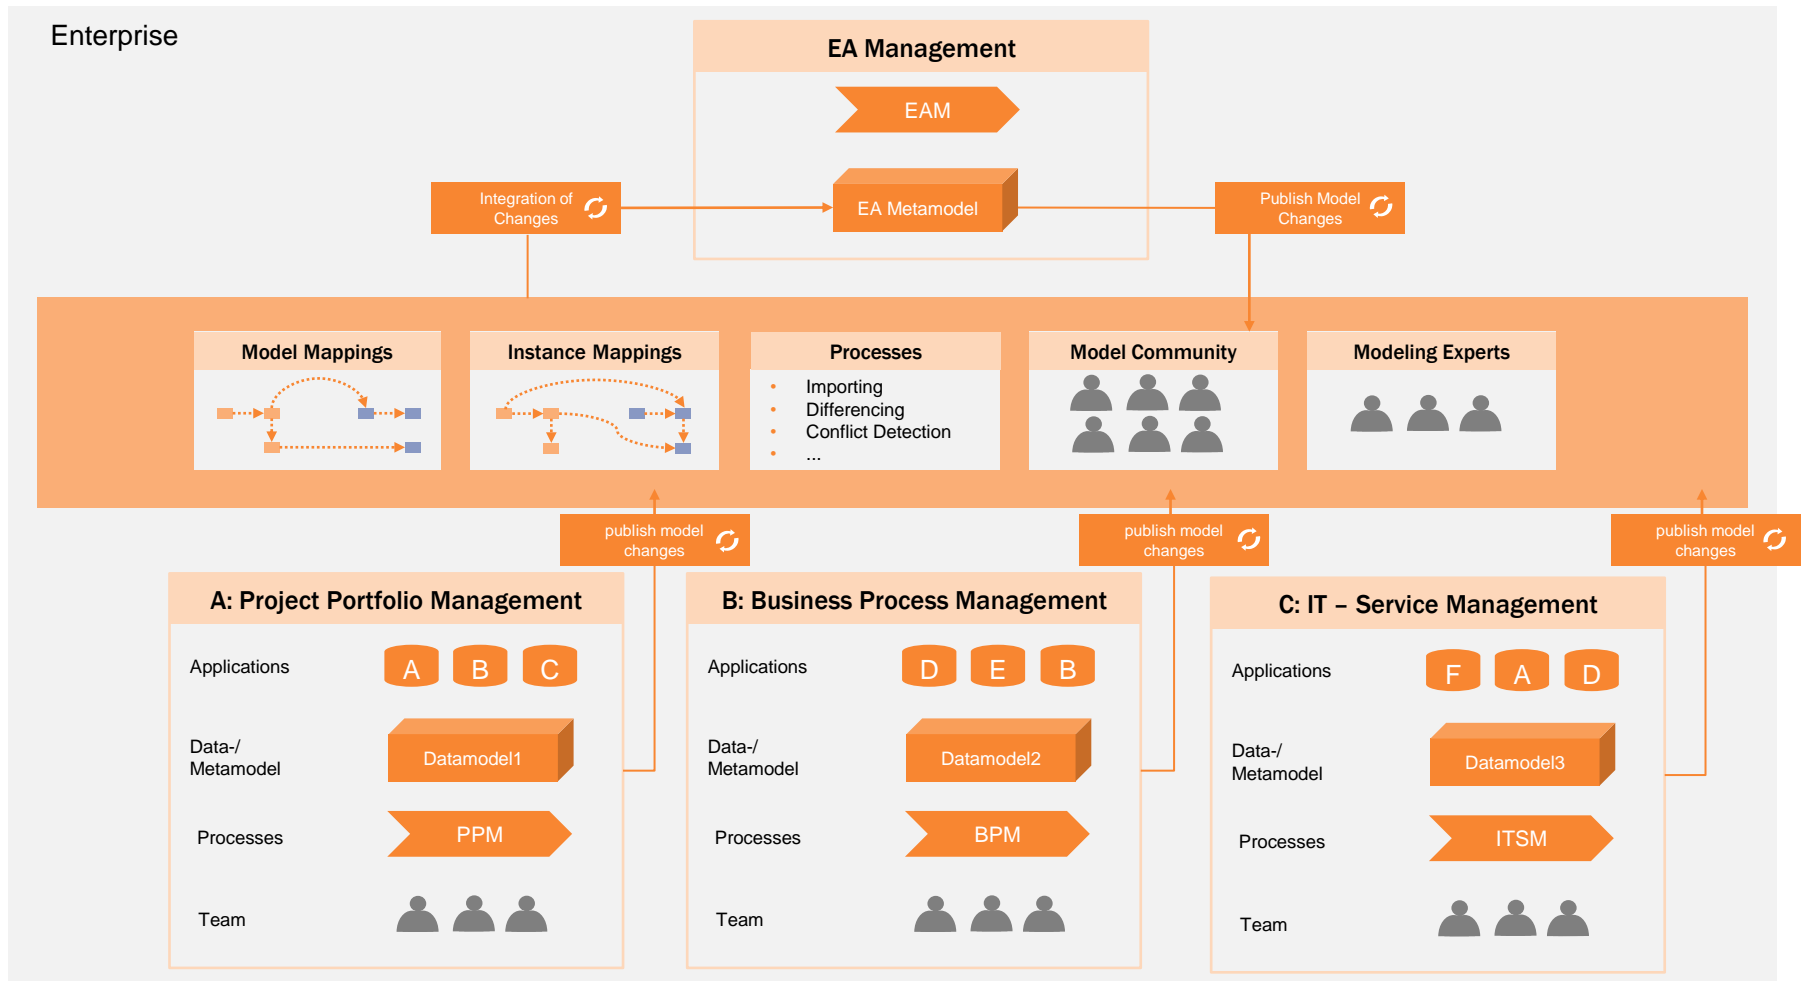 Enterprise
EA Management
EAM
Integration of
Changes
EA Metamodel
Publish Model
Changes
Model Mappings
Instance Mappings
Processes
• Importing
• Differencing
• Conflict Detection
• ...
Model Community
Modeling Experts
publish model
changes
publish model
changes
publish model
changes
A: Project Portfolio Management
Applications
A B C
Data-/
Metamodel
Datamodel1
Processes
PPM
Team
B: Business Process Management
Applications
D E B
Data-/
Metamodel
Datamodel2
Processes
BPM
Team
C: IT – Service Management
Applications
F A D
Data-/
Metamodel
Datamodel3
Processes
ITSM
Team